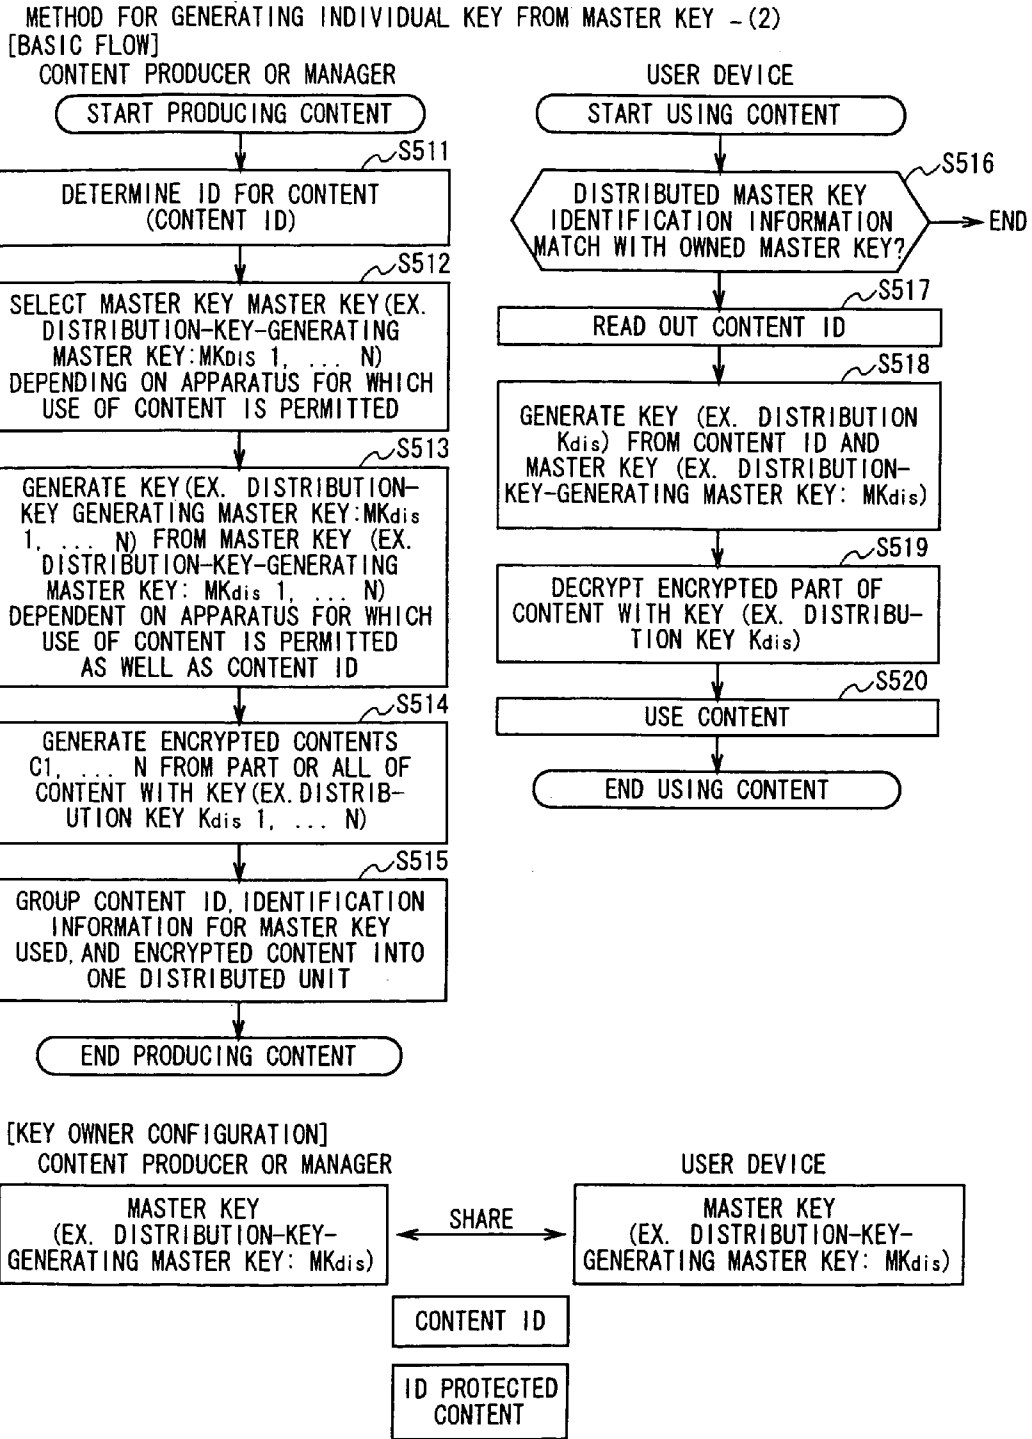 METHOD FOR GENERATING INDIVIDUAL KEY FROM MASTER KEY -(2)
[BASIC FLOW]
CONTENT PRODUCER OR MANAGER
START PRODUCING CONTENT
S511
DETERMINE ID FOR CONTENT
(CONTENT ID)
S512
SELECT MASTER KEY MASTER KEY(EX.
DISTRIBUTION-KEY-GENERATING
MASTER KEY:MKDIS 1, ... N)
DEPENDING ON APPARATUS FOR WHICH
USE OF CONTENT IS PERMITTED
S513
GENERATE KEY(EX. DISTRIBUTION-
KEY GENERATING MASTER KEY:MKdis
1, ... N) FROM MASTER KEY (EX.
DISTRIBUTION-KEY-GENERATING
MASTER KEY: MKdis 1, ... N)
DEPENDENT ON APPARATUS FOR WHICH
USE OF CONTENT IS PERMITTED
AS WELL AS CONTENT ID
S514
GENERATE ENCRYPTED CONTENTS
C1, ... N FROM PART OR ALL OF
CONTENT WITH KEY(EX.DISTRIB-
UTION KEY Kdis 1, ... N)
S515
GROUP CONTENT ID, IDENTIFICATION
INFORMATION FOR MASTER KEY
USED, AND ENCRYPTED CONTENT INTO
ONE DISTRIBUTED UNIT
END PRODUCING CONTENT
USER DEVICE
START USING CONTENT
S516
DISTRIBUTED MASTER KEY
IDENTIFICATION INFORMATION
MATCH WITH OWNED MASTER KEY?
END
S517
READ OUT CONTENT ID
S518
GENERATE KEY (EX. DISTRIBUTION
Kdis) FROM CONTENT ID AND
MASTER KEY (EX. DISTRIBUTION-
KEY-GENERATING MASTER KEY: MKdis)
S519
DECRYPT ENCRYPTED PART OF
CONTENT WITH KEY (EX. DISTRIBU-
TION KEY Kdis)
S520
USE CONTENT
END USING CONTENT
[KEY OWNER CONFIGURATION]
CONTENT PRODUCER OR MANAGER
MASTER KEY
(EX. DISTRIBUTION-KEY-
GENERATING MASTER KEY: MKdis)
SHARE
USER DEVICE
MASTER KEY
(EX. DISTRIBUTION-KEY-
GENERATING MASTER KEY: MKdis)
CONTENT ID
ID PROTECTED
CONTENT